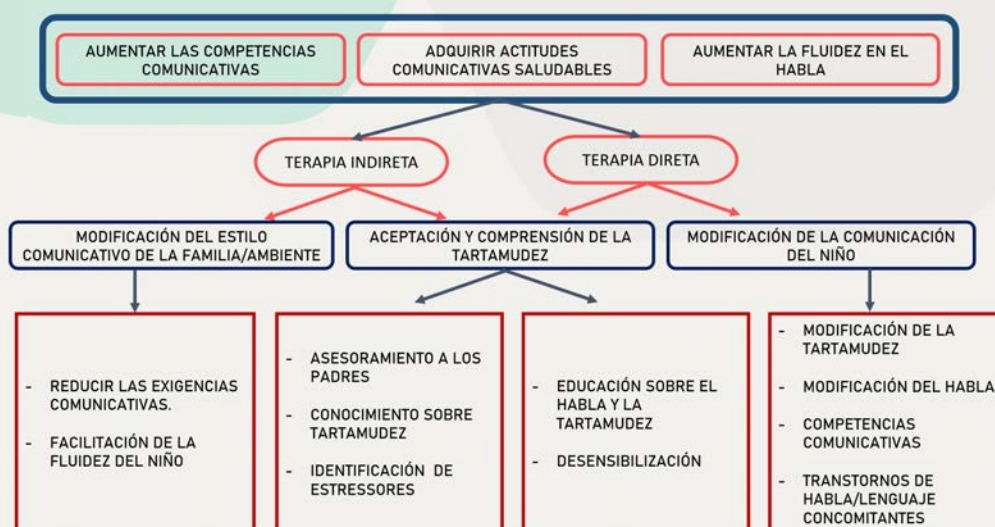 AUMENTAR LAS COMPETENCIAS
COMUNICATIVAS
ADQUIRIR ACTITUDES
COMUNICATIVAS SALUDABLES
AUMENTAR LA FLUIDEZ EN EL
HABLA
TERAPIA INDIRETA
TERAPIA DIRETA
MODIFICACIÓN DEL ESTILO
COMUNICATIVO DE LA FAMILIA/AMBIENTE
ACEPTACIÓN Y COMPRENSIÓN DE LA
TARTAMUDEZ
MODIFICACIÓN DE LA COMUNICACIÓN
DEL NIÑO
- REDUCIR LAS EXIGENCIAS
COMUNICATIVAS.
- FACILITACIÓN DE LA
FLUIDEZ DEL NIÑO
- ASESORAMIENTO A LOS
PADRES
- CONOCIMIENTO SOBRE
TARTAMUDEZ
- IDENTIFICACIÓN DE
ESTRESSORES
- EDUCACIÓN SOBRE EL
HABLA Y LA
TARTAMUDEZ
- DESENSIBILIZACIÓN
- MODIFICACIÓN DE LA
TARTAMUDEZ
- MODIFICACIÓN DEL HABLA
- COMPETENCIAS
COMUNICATIVAS
- TRANSTORNOS DE
HABLA/LENGUAJE
CONCOMITANTES